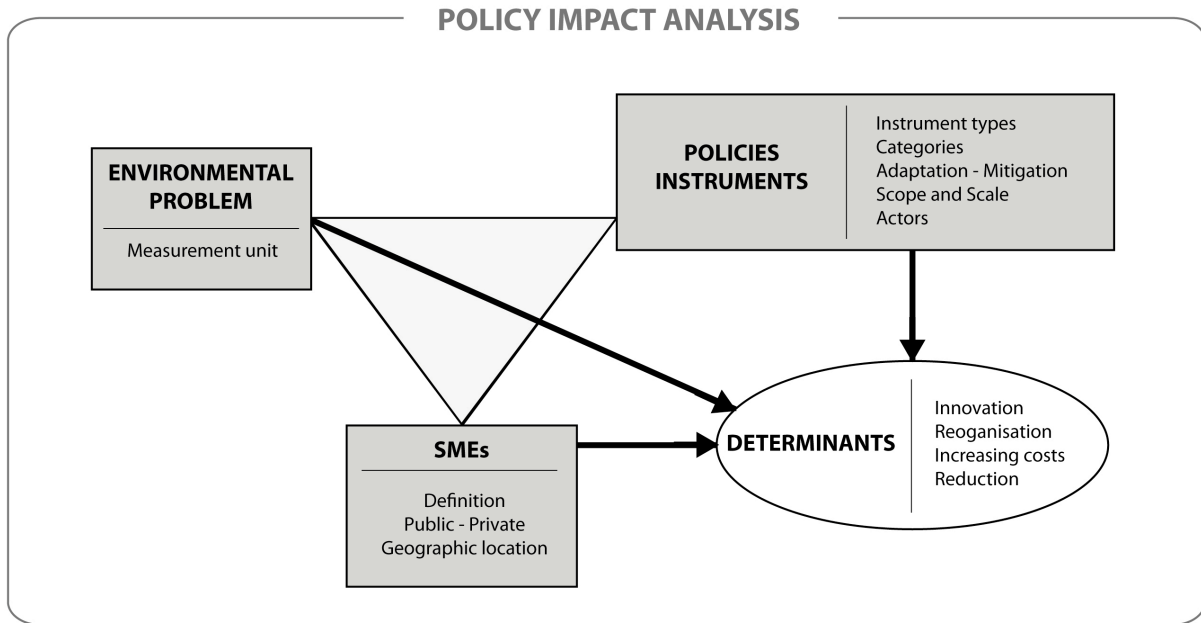 POLICY IMPACT ANALYSIS
ENVIRONMENTAL
PROBLEM
Measurement unit
POLICIES
INSTRUMENTS
Instrument types
Categories
Adaptation - Mitigation
Scope and Scale
Actors
SMEs
Definition
Public - Private
Geographic location
DETERMINANTS
Innovation
Reoganisation
Increasing costs
Reduction